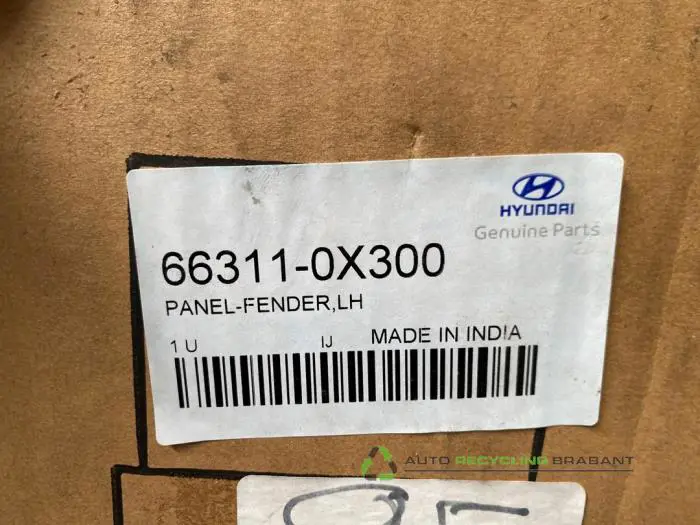 HYUNDAI
Genuine Parts
66311-0X300
PANEL-FENDER,LH
1 U IJ MADE IN INDIA
AUTO RECYCLING BRABANT